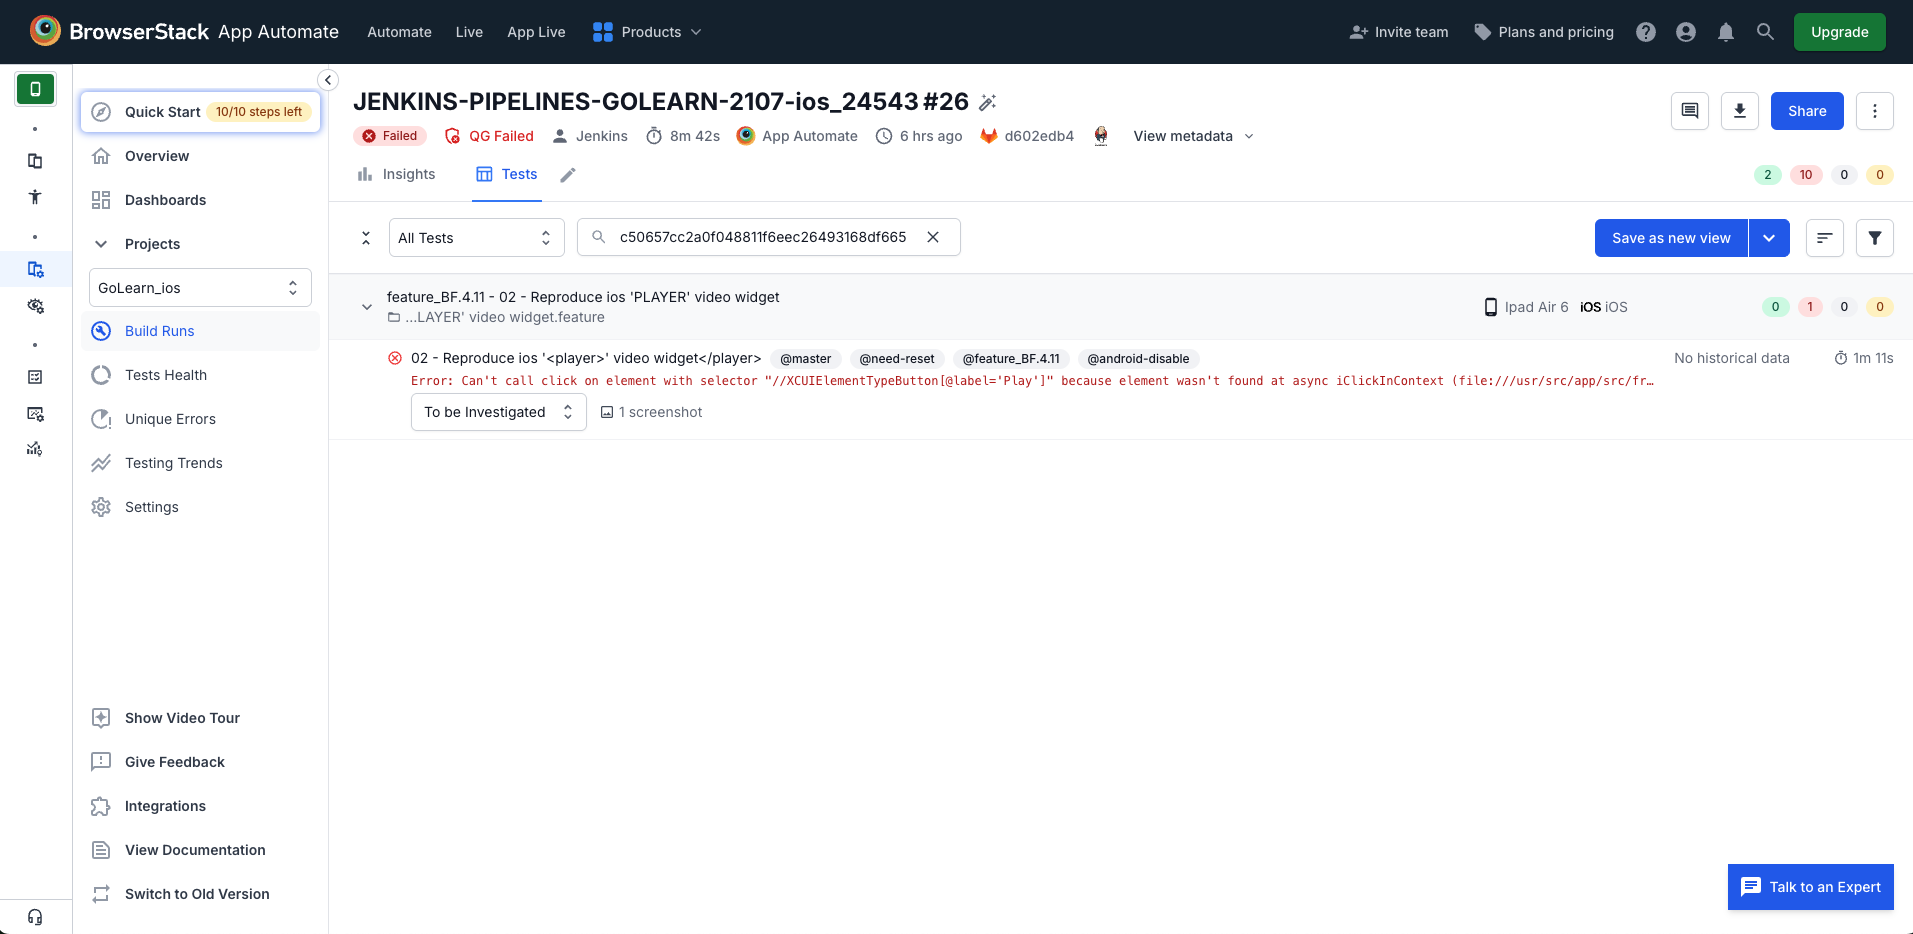 BrowserStack App Automate Automate Live App Live Products Invite team Plans and pricing Upgrade
Quick Start 10/10 steps left
Overview
Dashboards
Projects
GoLearn_ios
Build Runs
Tests Health
Unique Errors
Testing Trends
Settings
Show Video Tour
Give Feedback
Integrations
View Documentation
Switch to Old Version
JENKINS-PIPELINES-GOLEARN-2107-ios_24543 #26
Share
Failed QG Failed Jenkins 8m 42s App Automate 6 hrs ago d602edb4 View metadata
Insights Tests 2 10 0 0
All Tests c50657cc2a0f048811f6eec26493168df665 Save as new view
feature_BF.4.11 - 02 - Reproduce ios 'PLAYER' video widget
...LAYER' video widget.feature
Ipad Air 6 iOS iOS 0 1 0 0
02 - Reproduce ios '<player>' video widget</player> @master @need-reset @feature_BF.4.11 @android-disable No historical data 1m 11s
Error: Can't call click on element with selector "//XCUIElementTypeButton[@label='Play']" because element wasn't found at async iClickInContext (file:///usr/src/app/src/fr…
To be Investigated 1 screenshot
Talk to an Expert